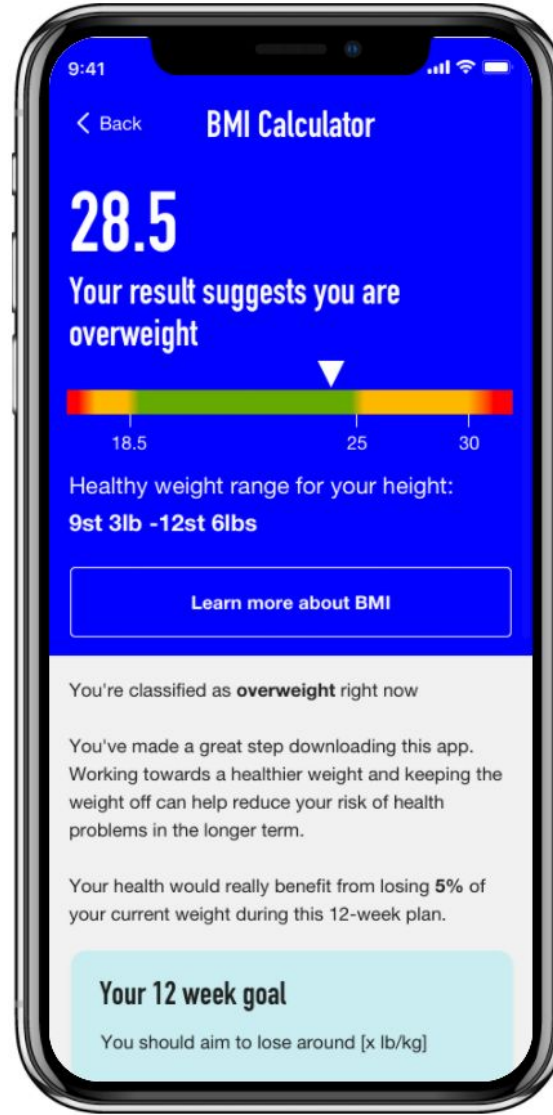 9:41
Back
BMI Calculator
28.5
Your result suggests you are
overweight
18.5
25
30
Healthy weight range for your height:
9st 3lb -12st 6lbs
Learn more about BMI
You're classified as overweight right now
You've made a great step downloading this app.
Working towards a healthier weight and keeping the
weight off can help reduce your risk of health
problems in the longer term.
Your health would really benefit from losing 5% of
your current weight during this 12-week plan.
Your 12 week goal
You should aim to lose around [x lb/kg]